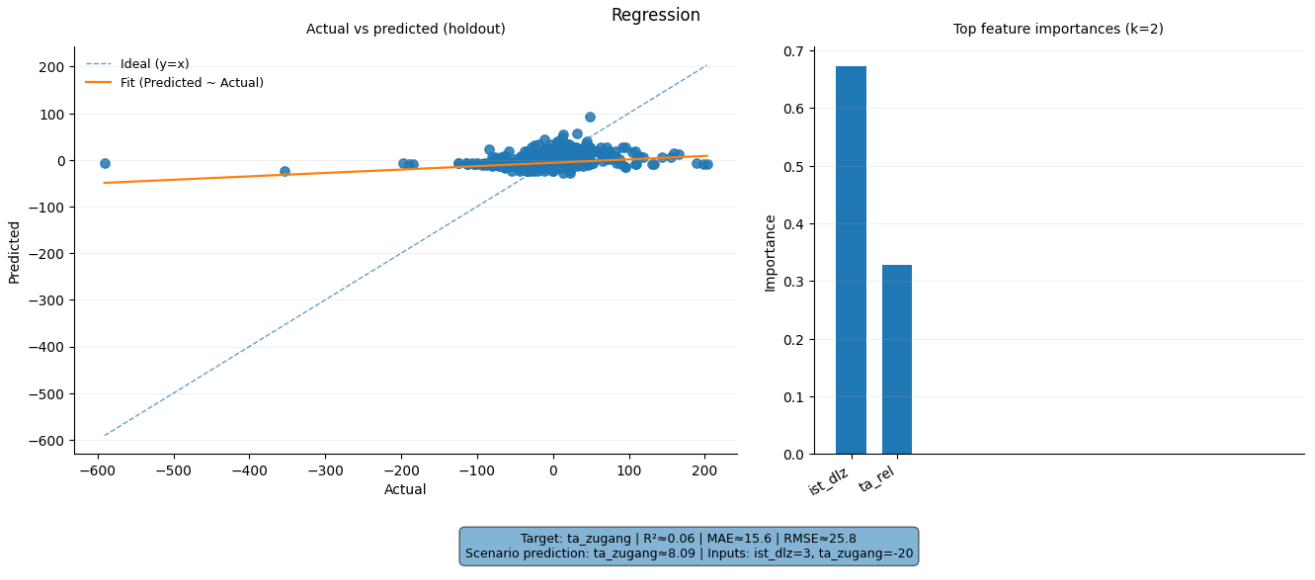 Regression
Actual vs predicted (holdout)
Ideal (y=x)
Fit (Predicted ~ Actual)
200
100
0
−100
−200
−300
−400
−500
−600
Predicted
−600 −500 −400 −300 −200 −100 0 100 200
Actual
Top feature importances (k=2)
0.7
0.6
0.5
0.4
0.3
0.2
0.1
0.0
Importance
ist_dlz
ta_rel
Target: ta_zugang | R²≈0.06 | MAE≈15.6 | RMSE≈25.8
Scenario prediction: ta_zugang≈8.09 | Inputs: ist_dlz=3, ta_zugang=-20